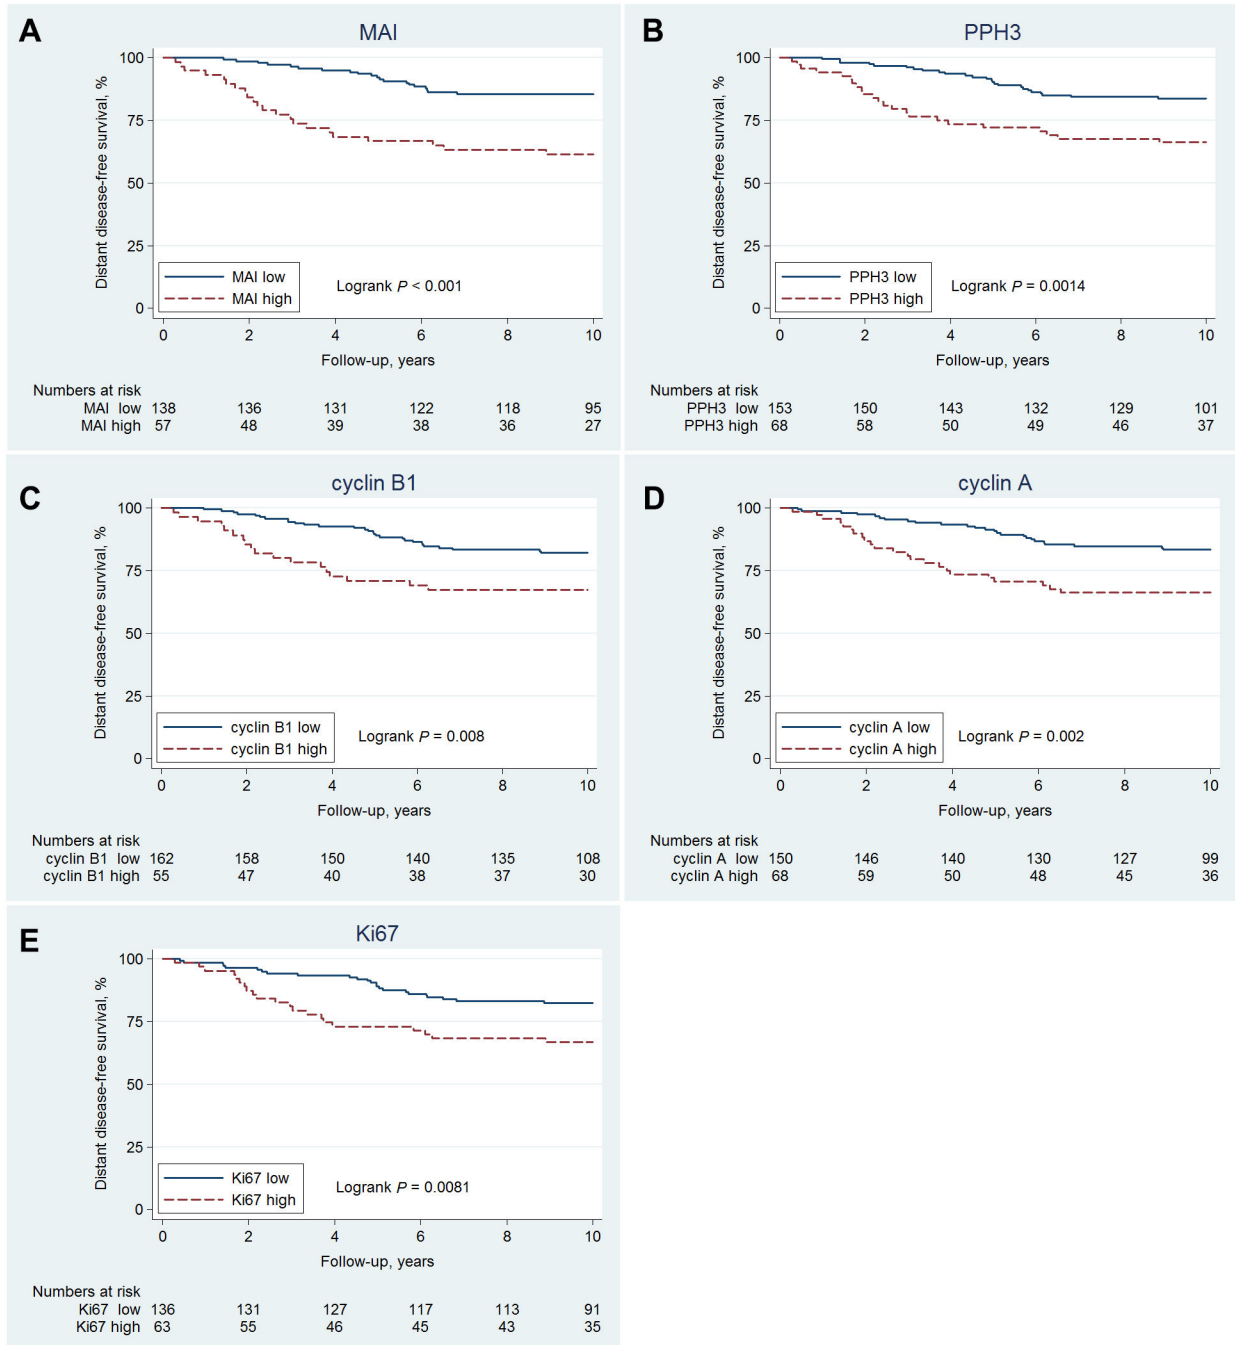 A
MAI
Distant disease-free survival, %
100
75
50
25
0
MAI low
MAI high
Logrank P < 0.001
0 2 4 6 8 10
Follow-up, years
Numbers at risk
MAI low 138 136 131 122 118 95
MAI high 57 48 39 38 36 27
B
PPH3
Distant disease-free survival, %
100
75
50
25
0
PPH3 low
PPH3 high
Logrank P = 0.0014
0 2 4 6 8 10
Follow-up, years
Numbers at risk
PPH3 low 153 150 143 132 129 101
PPH3 high 68 58 50 49 46 37
C
cyclin B1
Distant disease-free survival, %
100
75
50
25
0
cyclin B1 low
cyclin B1 high
Logrank P = 0.008
0 2 4 6 8 10
Follow-up, years
Numbers at risk
cyclin B1 low 162 158 150 140 135 108
cyclin B1 high 55 47 40 38 37 30
D
cyclin A
Distant disease-free survival, %
100
75
50
25
0
cyclin A low
cyclin A high
Logrank P = 0.002
0 2 4 6 8 10
Follow-up, years
Numbers at risk
cyclin A low 150 146 140 130 127 99
cyclin A high 68 59 50 48 45 36
E
Ki67
Distant disease-free survival, %
100
75
50
25
0
Ki67 low
Ki67 high
Logrank P = 0.0081
0 2 4 6 8 10
Follow-up, years
Numbers at risk
Ki67 low 136 131 127 117 113 91
Ki67 high 63 55 46 45 43 35